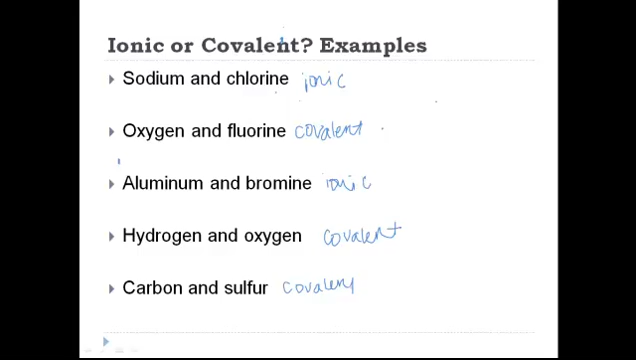 Ionic or Covalent? Examples
Sodium and chlorine ionic
Oxygen and fluorine covalent
Aluminum and bromine ionic
Hydrogen and oxygen covalent
Carbon and sulfur covalent